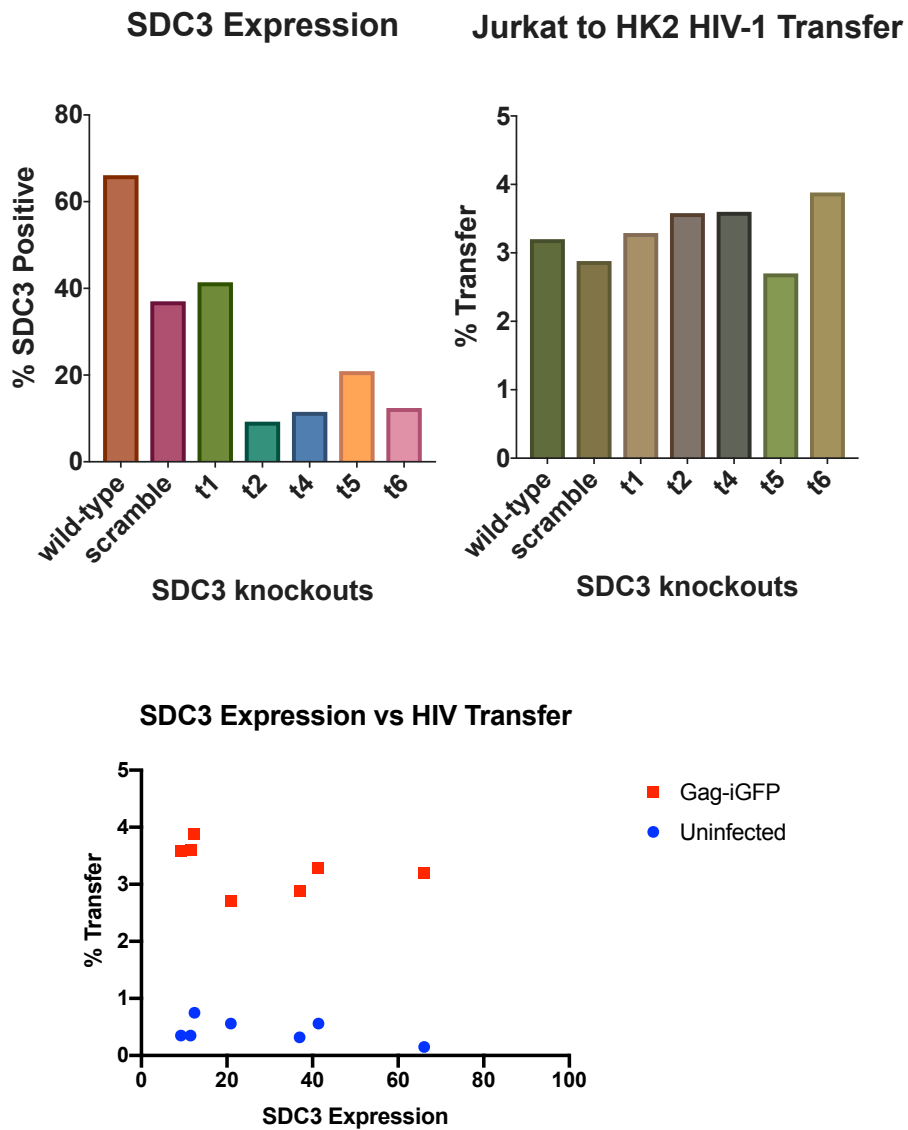 SDC3 Expression
Jurkat to HK2 HIV-1 Transfer
% SDC3 Positive
80
60
40
20
0
wild-type
scramble
t1
t2
t4
t5
t6
SDC3 knockouts
% Transfer
5
4
3
2
1
0
wild-type
scramble
t1
t2
t4
t5
t6
SDC3 knockouts
SDC3 Expression vs HIV Transfer
% Transfer
5
4
3
2
1
0
0
20
40
60
80
100
SDC3 Expression
Gag-iGFP
Uninfected